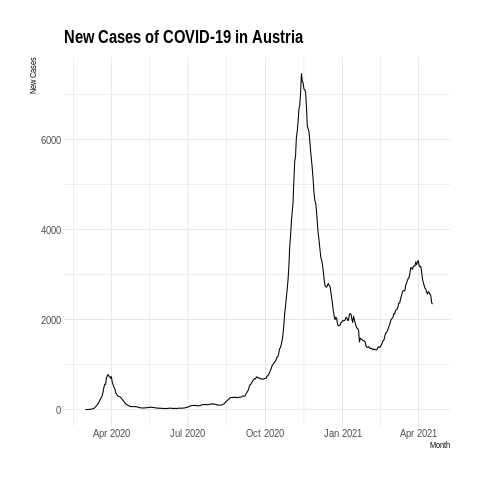 New Cases of COVID-19 in Austria
New Cases
6000
4000
2000
0
Apr 2020
Jul 2020
Oct 2020
Jan 2021
Apr 2021
Month